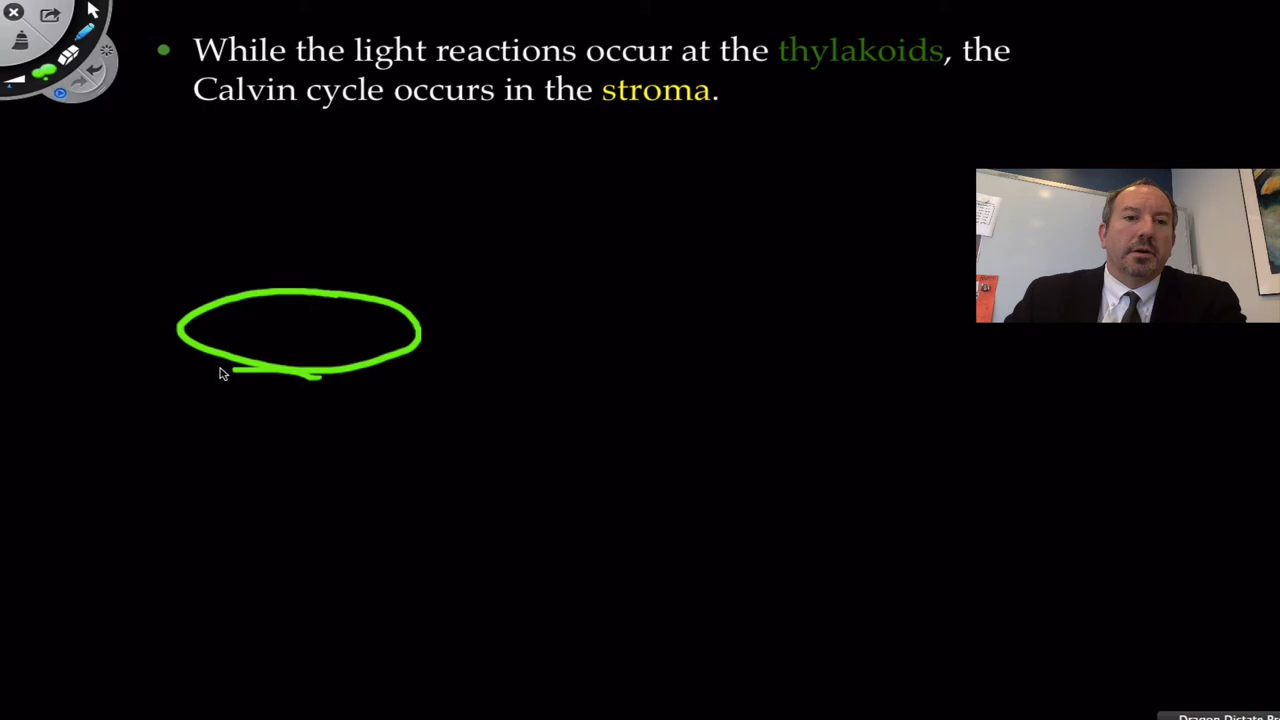 • While the light reactions occur at the thylakoids, the
Calvin cycle occurs in the stroma.